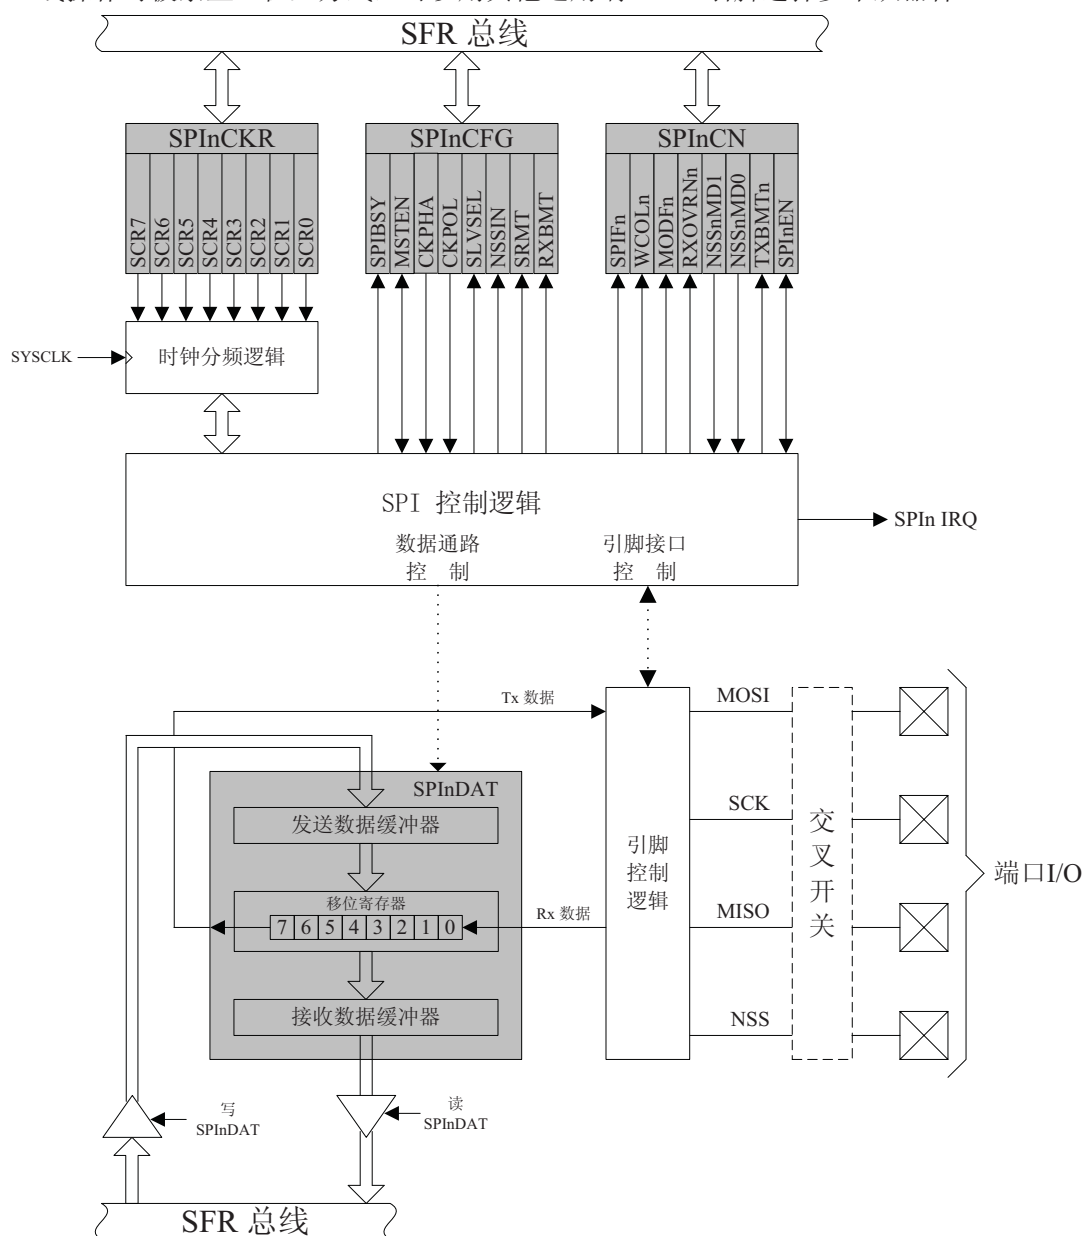 SFR 总线
SPInCKR
SCR7
SCR6
SCR5
SCR4
SCR3
SCR2
SCR1
SCR0
SPInCFG
SPIBSY
MSTEN
CKPHA
CKPOL
SLVSEL
NSSIN
SRMT
RXBMT
SPInCN
SPIFn
WCOLn
MODFn
RXOVRNn
NSSnMD1
NSSnMD0
TXBMTn
SPInEN
SYSCLK
时钟分频逻辑
SPI 控制逻辑
SPIn IRQ
数据通路
控 制
引脚接口
控 制
Tx 数据
MOSI
SPInDAT
发送数据缓冲器
SCK
引脚
控制
逻辑
交
叉
开
关
端口I/O
移位寄存器
7 6 5 4 3 2 1 0
Rx 数据
MISO
接收数据缓冲器
NSS
写
SPInDAT
读
SPInDAT
SFR 总线